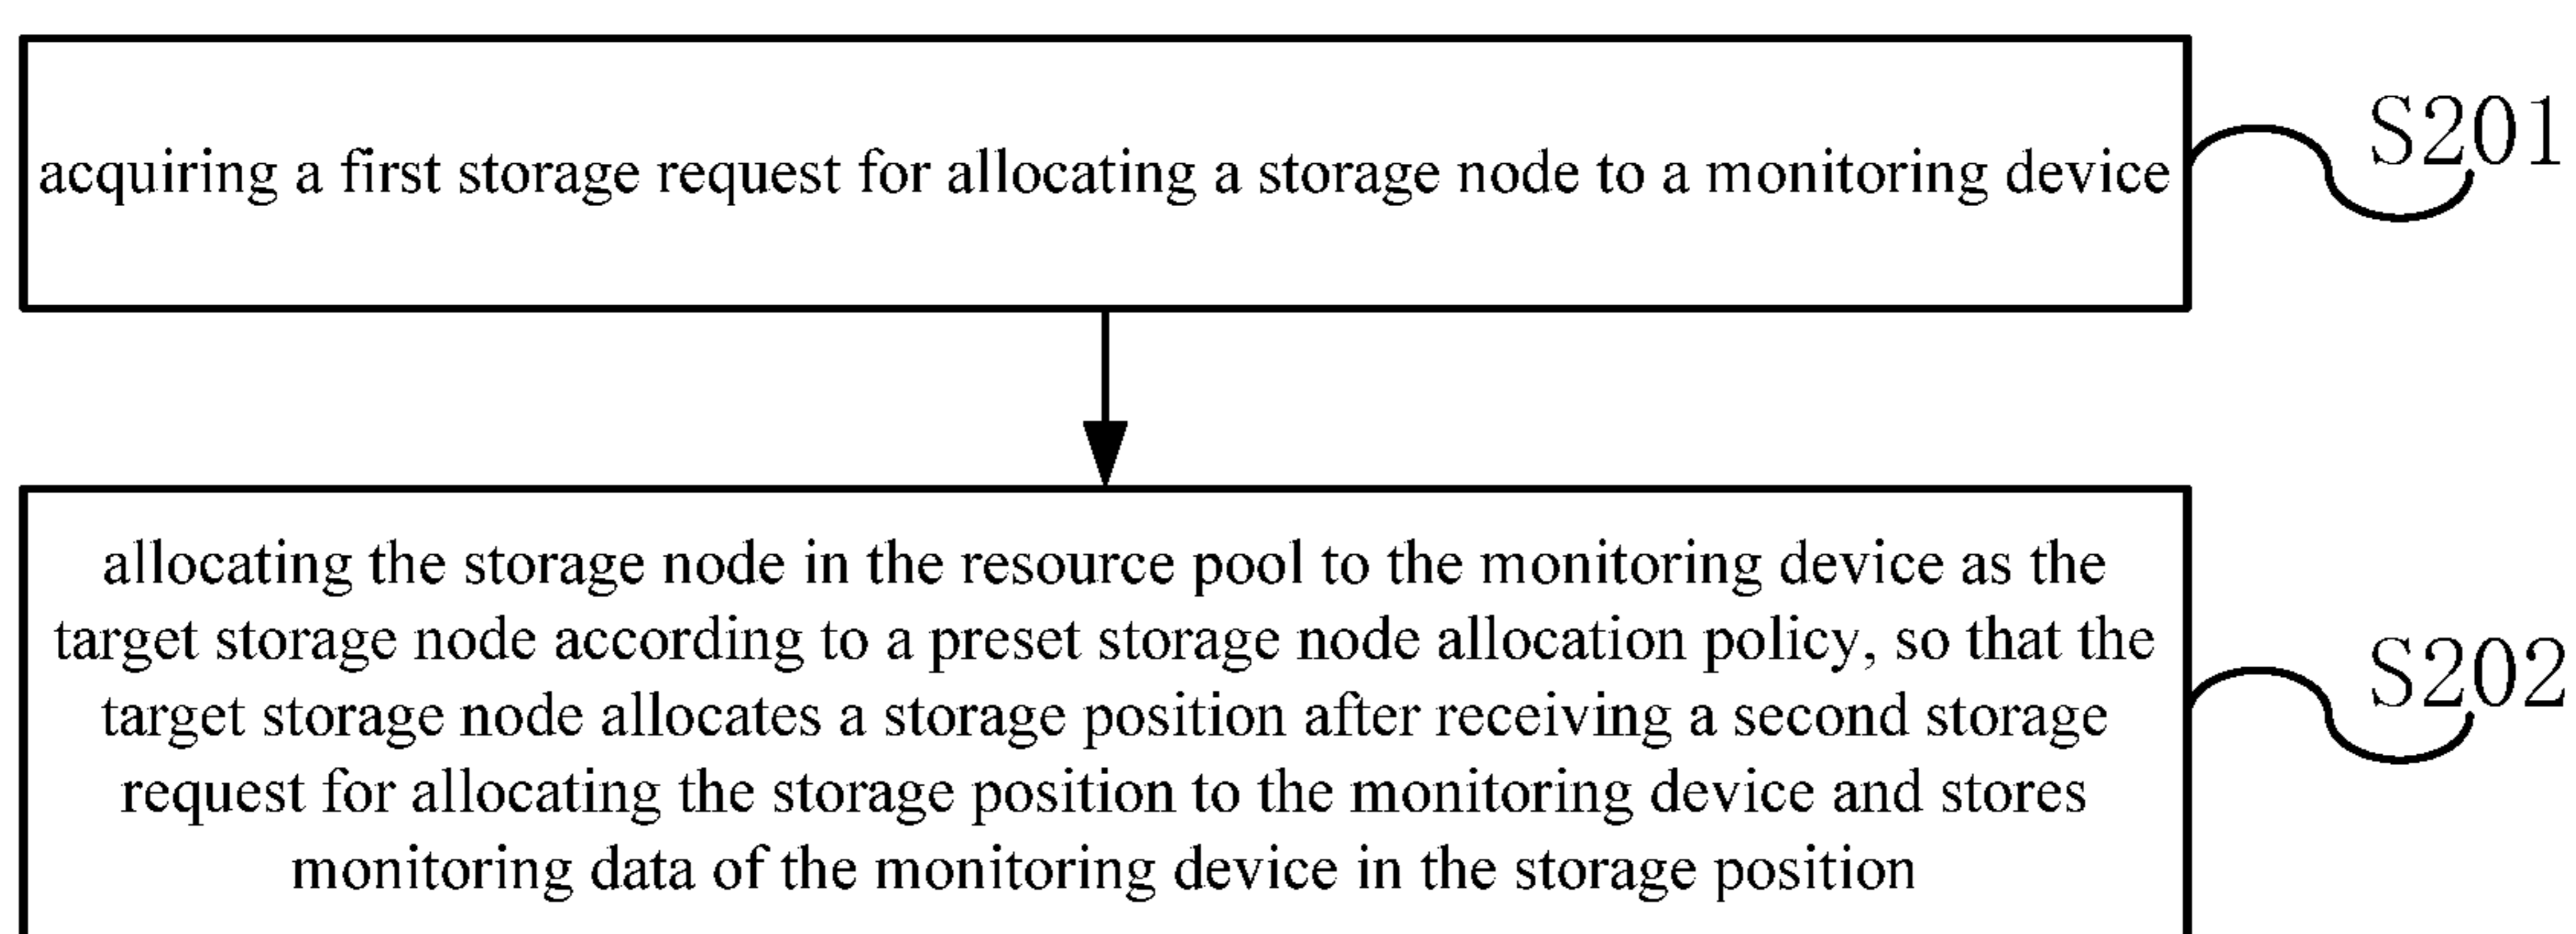 acquiring a first storage request for allocating a storage node to a monitoring device
S201
allocating the storage node in the resource pool to the monitoring device as the
target storage node according to a preset storage node allocation policy, so that the
target storage node allocates a storage position after receiving a second storage
request for allocating the storage position to the monitoring device and stores
monitoring data of the monitoring device in the storage position
S202